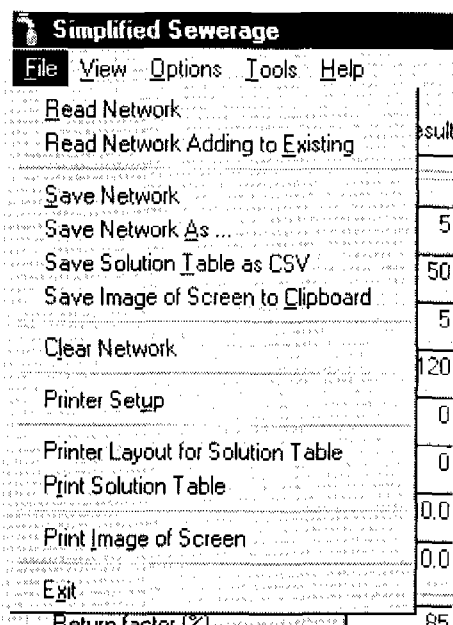 Simplified Sewerage
File View Options Tools Help
Read Network
Read Network Adding to Existing
Save Network
Save Network As ...
5
Save Solution Table as CSV
50
Save Image of Screen to Clipboard
5
Clear Network
120
Printer Setup
0
Printer Layout for Solution Table
0
Print Solution Table
0.0
Print Image of Screen
0.0
Exit
Return factor (%) 85